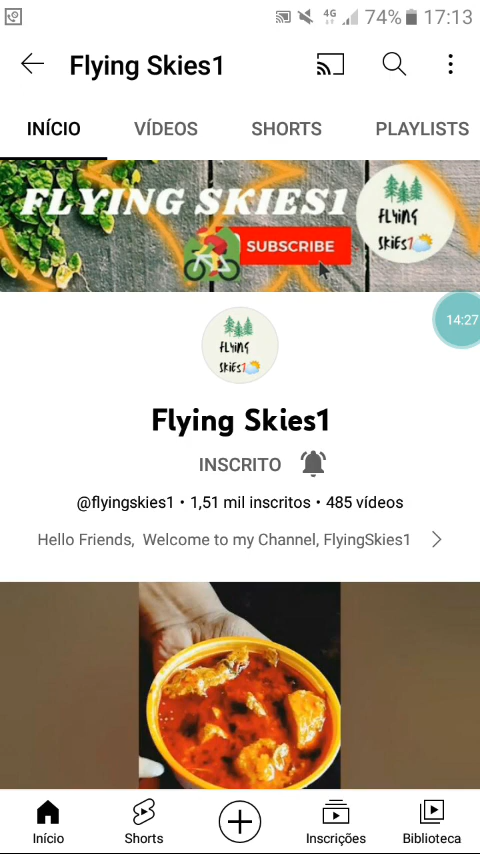 4G 74% 17:13
Flying Skies1
INÍCIO VÍDEOS SHORTS PLAYLISTS
FLYING SKIES1
SUBSCRIBE
FLYING
SKIES1
14:27
FLYING
SKIES1
Flying Skies1
INSCRITO
@flyingskies1 • 1,51 mil inscritos • 485 vídeos
Hello Friends, Welcome to my Channel, FlyingSkies1
Início Shorts Inscrições Biblioteca